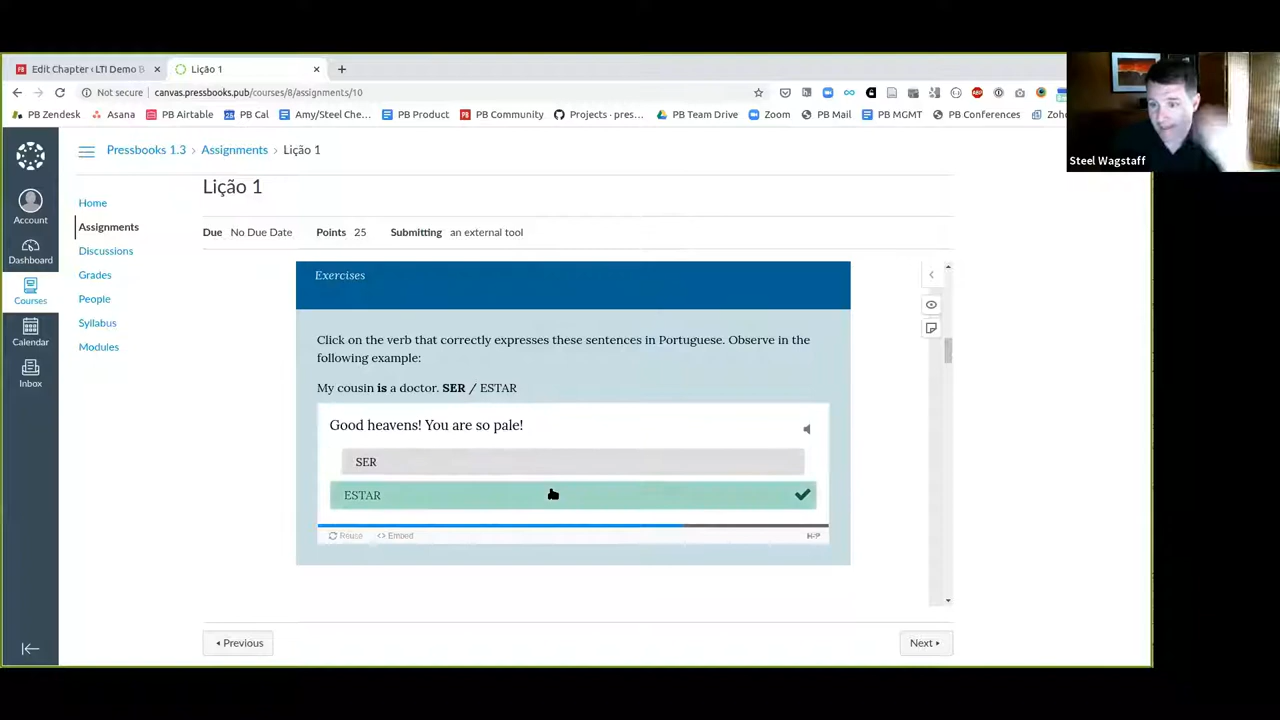 Edit Chapter ‹ LTI Demo B
Lição 1
Not secure
canvas.pressbooks.pub/courses/8/assignments/10
PB Zendesk
Asana
PB Airtable
PB Cal
Amy/Steel Che...
PB Product
PB Community
Projects · pres...
PB Team Drive
Zoom
PB Mail
PB MGMT
PB Conferences
Zoho
Steel Wagstaff
Account
Dashboard
Courses
Calendar
Inbox
Pressbooks 1.3 › Assignments › Lição 1
Home
Assignments
Discussions
Grades
People
Syllabus
Modules
Lição 1
Due No Due Date Points 25 Submitting an external tool
Exercises
Click on the verb that correctly expresses these sentences in Portuguese. Observe in the
following example:
My cousin is a doctor. SER / ESTAR
Good heavens! You are so pale!
SER
ESTAR
Reuse <> Embed
H-P
Previous
Next